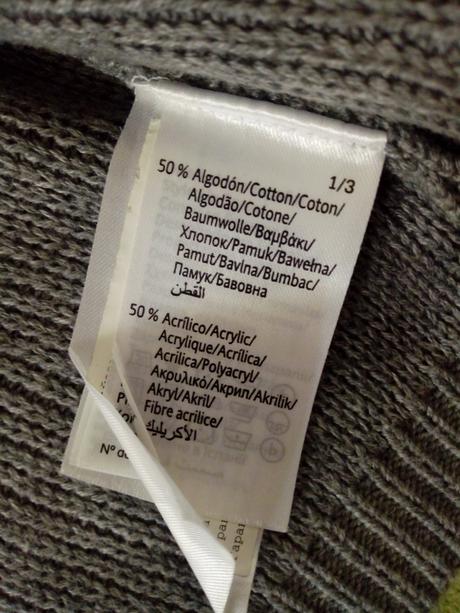 1/3
50 % Algodón/Cotton/Coton/
Algodão/Cotone/
Baumwolle/Βαμβάκι/
Хлопок/Pamuk/Bawełna/
Pamut/Bavlna/Bumbac/
Памук/Бавовна
القطن
50 % Acrílico/Acrylic/
Acrylique/Acrílica/
Acrilica/Polyacryl/
Ακρυλικό/Акрил/Akrilik/
Akryl/Akril/
Fibre acrilice/
الأكريليك
Nº